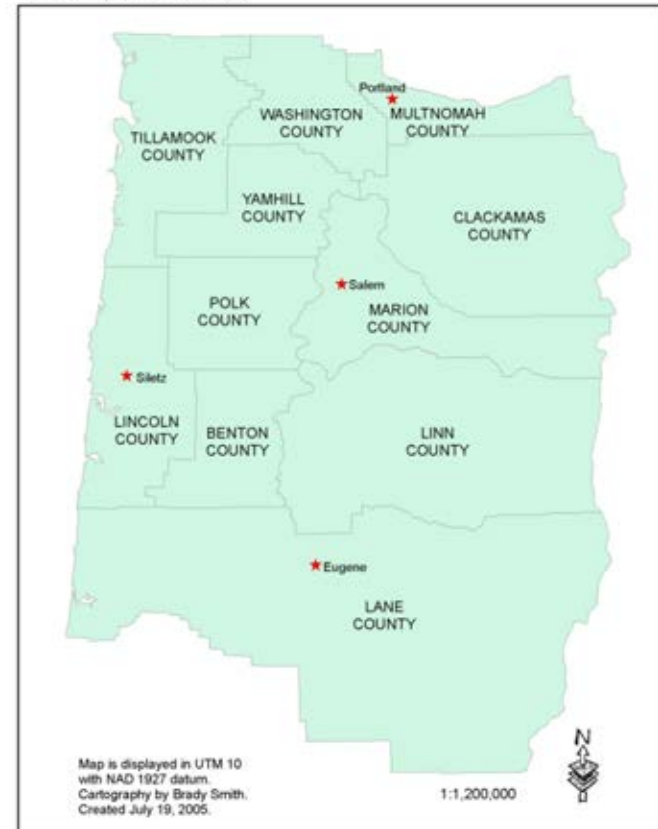 Portland
WASHINGTON
COUNTY
MULTNOMAH
COUNTY
TILLAMOOK
COUNTY
YAMHILL
COUNTY
CLACKAMAS
COUNTY
Salem
POLK
COUNTY
MARION
COUNTY
Siletz
LINCOLN
COUNTY
BENTON
COUNTY
LINN
COUNTY
Eugene
LANE
COUNTY
Map is displayed in UTM 10
with NAD 1927 datum.
Cartography by Brady Smith.
Created July 19, 2005.
1:1,200,000
N